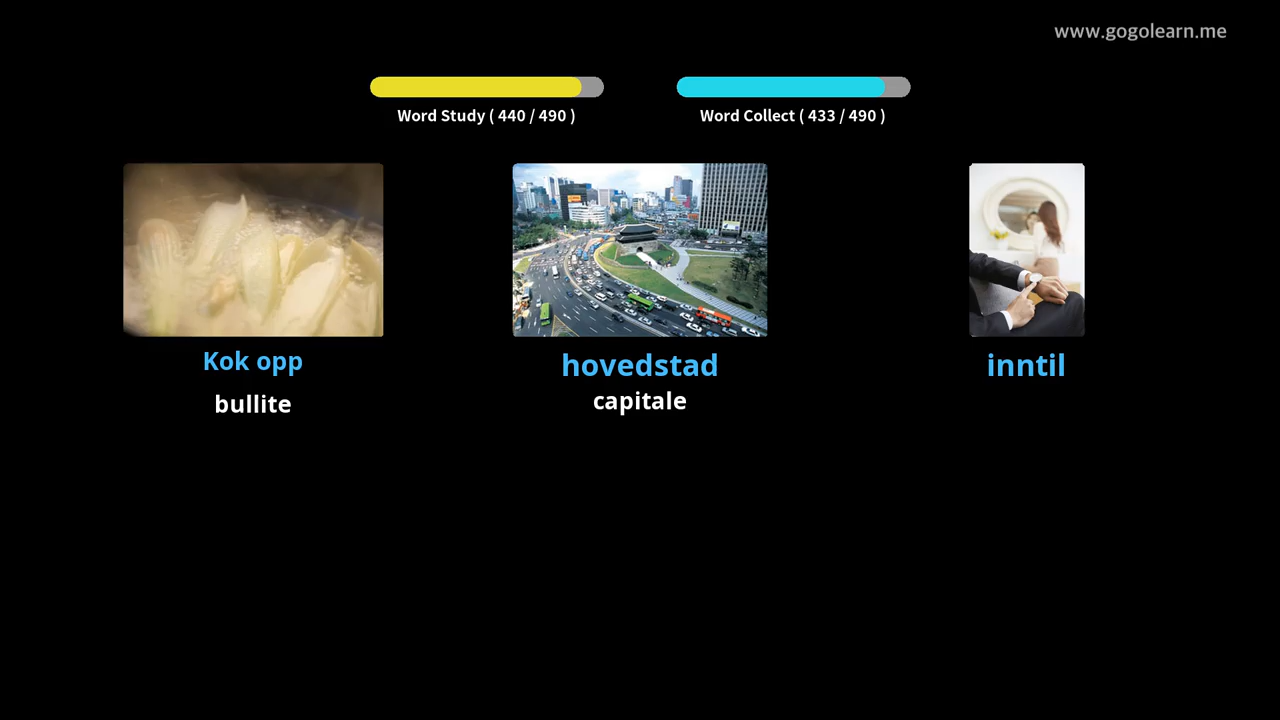 www.gogolearn.me
Word Study ( 440 / 490 )
Word Collect ( 433 / 490 )
Kok opp
bullite
hovedstad
capitale
inntil